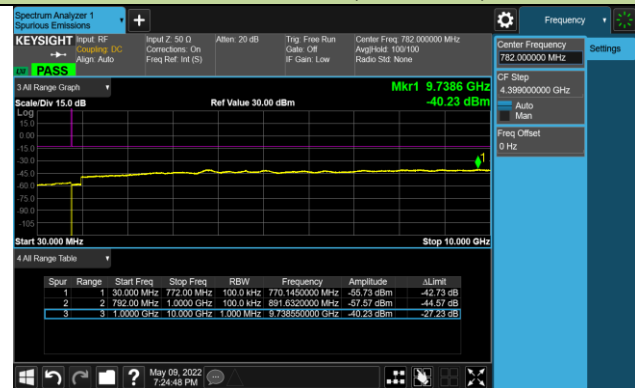 Spectrum Analyzer 1
Spurious Emissions
Frequency
KEYSIGHT Input: RF Input Z: 50 Ω Atten: 20 dB Trig: Free Run Center Freq: 782.000000 MHz
Coupling: DC Corrections: On Gate: Off Avg|Hold: 100/100
Align: Auto Freq Ref: Int (S) IF Gain: Low Radio Std: None
PASS
Center Frequency
782.000000 MHz
Settings
CF Step
4.399000000 GHz
Auto
Man
Freq Offset
0 Hz
3 All Range Graph
Mkr1 9.7386 GHz
Scale/Div 15.0 dB Ref Value 30.00 dBm -40.23 dBm
Log
15.0
0.00
-15.0
-30.0
-45.0
-60.0
-75.0
-90.0
-105
1
Start 30.000 MHz Stop 10.000 GHz
4 All Range Table
Spur Range Start Freq Stop Freq RBW Frequency Amplitude ΔLimit
1 1 30.000 MHz 772.00 MHz 100.0 kHz 770.1450000 MHz -55.73 dBm -42.73 dB
2 2 792.00 MHz 1.0000 GHz 100.0 kHz 891.6320000 MHz -57.57 dBm -44.57 dB
3 3 1.0000 GHz 10.000 GHz 1.000 MHz 9.738550000 GHz -40.23 dBm -27.23 dB
May 09, 2022
7:24:48 PM